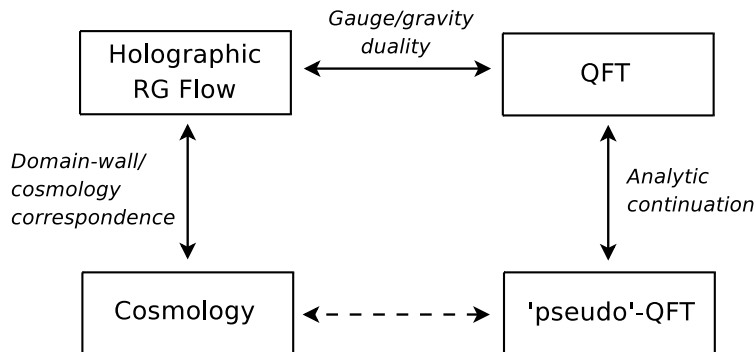 Gauge/gravity
duality
Holographic
RG Flow
QFT
Domain-wall/
cosmology
correspondence
Analytic
continuation
Cosmology
'pseudo'-QFT